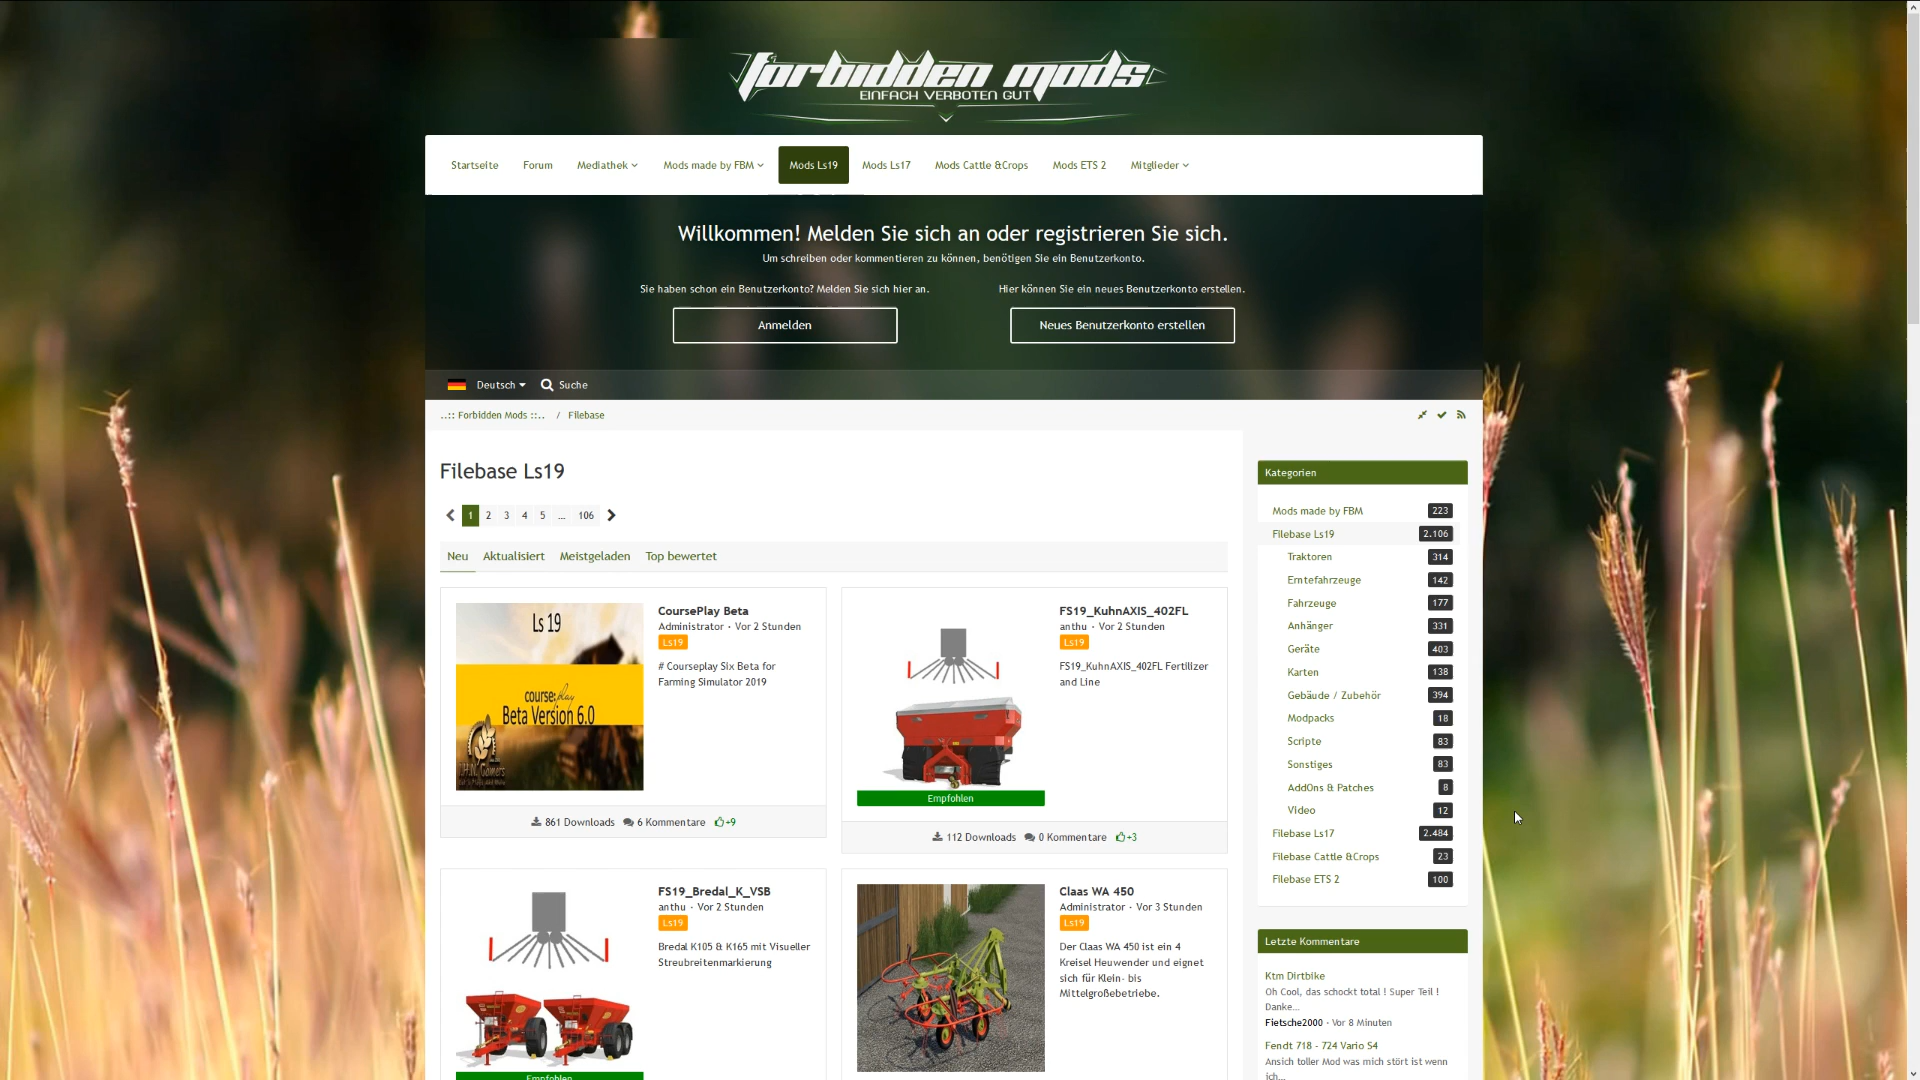 forbidden mods
EINFACH VERBOTEN GUT
Startseite Forum Mediathek Mods made by FBM Mods Ls19 Mods Ls17 Mods Cattle &Crops Mods ETS 2 Mitglieder
Willkommen! Melden Sie sich an oder registrieren Sie sich.
Um schreiben oder kommentieren zu können, benötigen Sie ein Benutzerkonto.
Sie haben schon ein Benutzerkonto? Melden Sie sich hier an.
Anmelden
Hier können Sie ein neues Benutzerkonto erstellen.
Neues Benutzerkonto erstellen
Deutsch Suche
..:: Forbidden Mods ::.. / Filebase
Filebase Ls19
1 2 3 4 5 ... 106
Neu Aktualisiert Meistgeladen Top bewertet
Ls 19
course:play
Beta Version 6.0
CoursePlay Beta
Administrator · Vor 2 Stunden
Ls19
# Courseplay Six Beta for
Farming Simulator 2019
861 Downloads 6 Kommentare +9
Empfohlen
FS19_KuhnAXIS_402FL
anthu · Vor 2 Stunden
Ls19
FS19_KuhnAXIS_402FL Fertilizer
and Line
112 Downloads 0 Kommentare +3
FS19_Bredal_K_VSB
anthu · Vor 2 Stunden
Ls19
Bredal K105 & K165 mit Visueller
Streubreitenmarkierung
Empfohlen
Claas WA 450
Administrator · Vor 3 Stunden
Ls19
Der Claas WA 450 ist ein 4
Kreisel Heuwender und eignet
sich für Klein- bis
Mittelgroßebetriebe.
Kategorien
Mods made by FBM 223
Filebase Ls19 2.106
Traktoren 314
Erntefahrzeuge 142
Fahrzeuge 177
Anhänger 331
Geräte 403
Karten 138
Gebäude / Zubehör 394
Modpacks 18
Scripte 83
Sonstiges 83
AddOns & Patches 8
Video 12
Filebase Ls17 2.484
Filebase Cattle &Crops 23
Filebase ETS 2 100
Letzte Kommentare
Ktm Dirtbike
Oh Cool, das schockt total ! Super Teil !
Danke...
Fietsche2000 · Vor 8 Minuten
Fendt 718 - 724 Vario S4
Ansich toller Mod was mich stört ist wenn
ich...